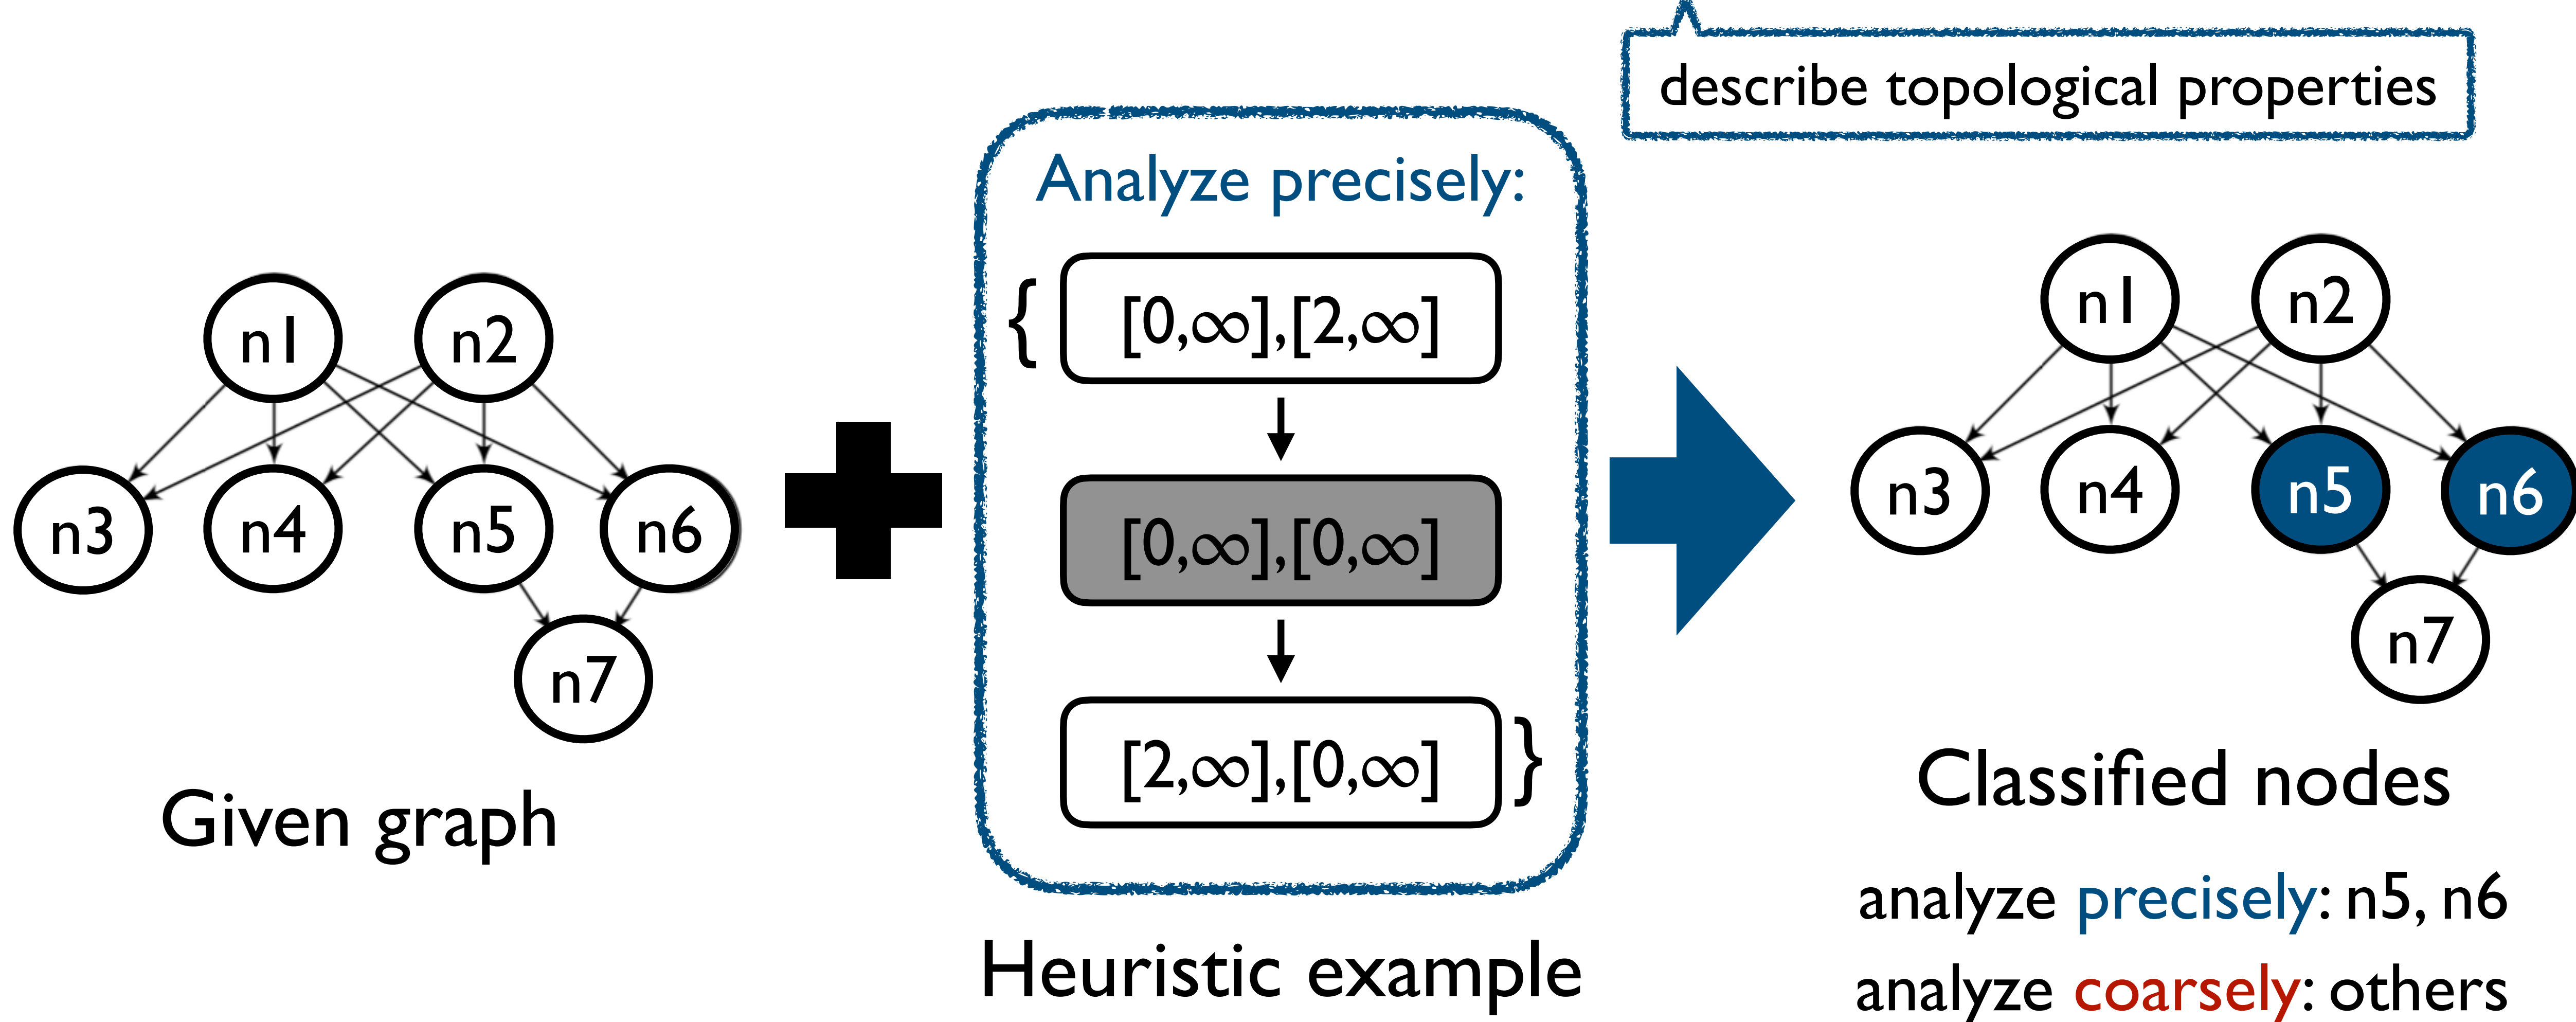 describe topological properties
Analyze precisely:
{ [0,∞],[2,∞]
[0,∞],[0,∞]
[2,∞],[0,∞] }
n1 n2
n3 n4 n5 n6
n7
Given graph
Heuristic example
n1 n2
n3 n4 n5 n6
n7
Classified nodes
analyze precisely: n5, n6
analyze coarsely: others